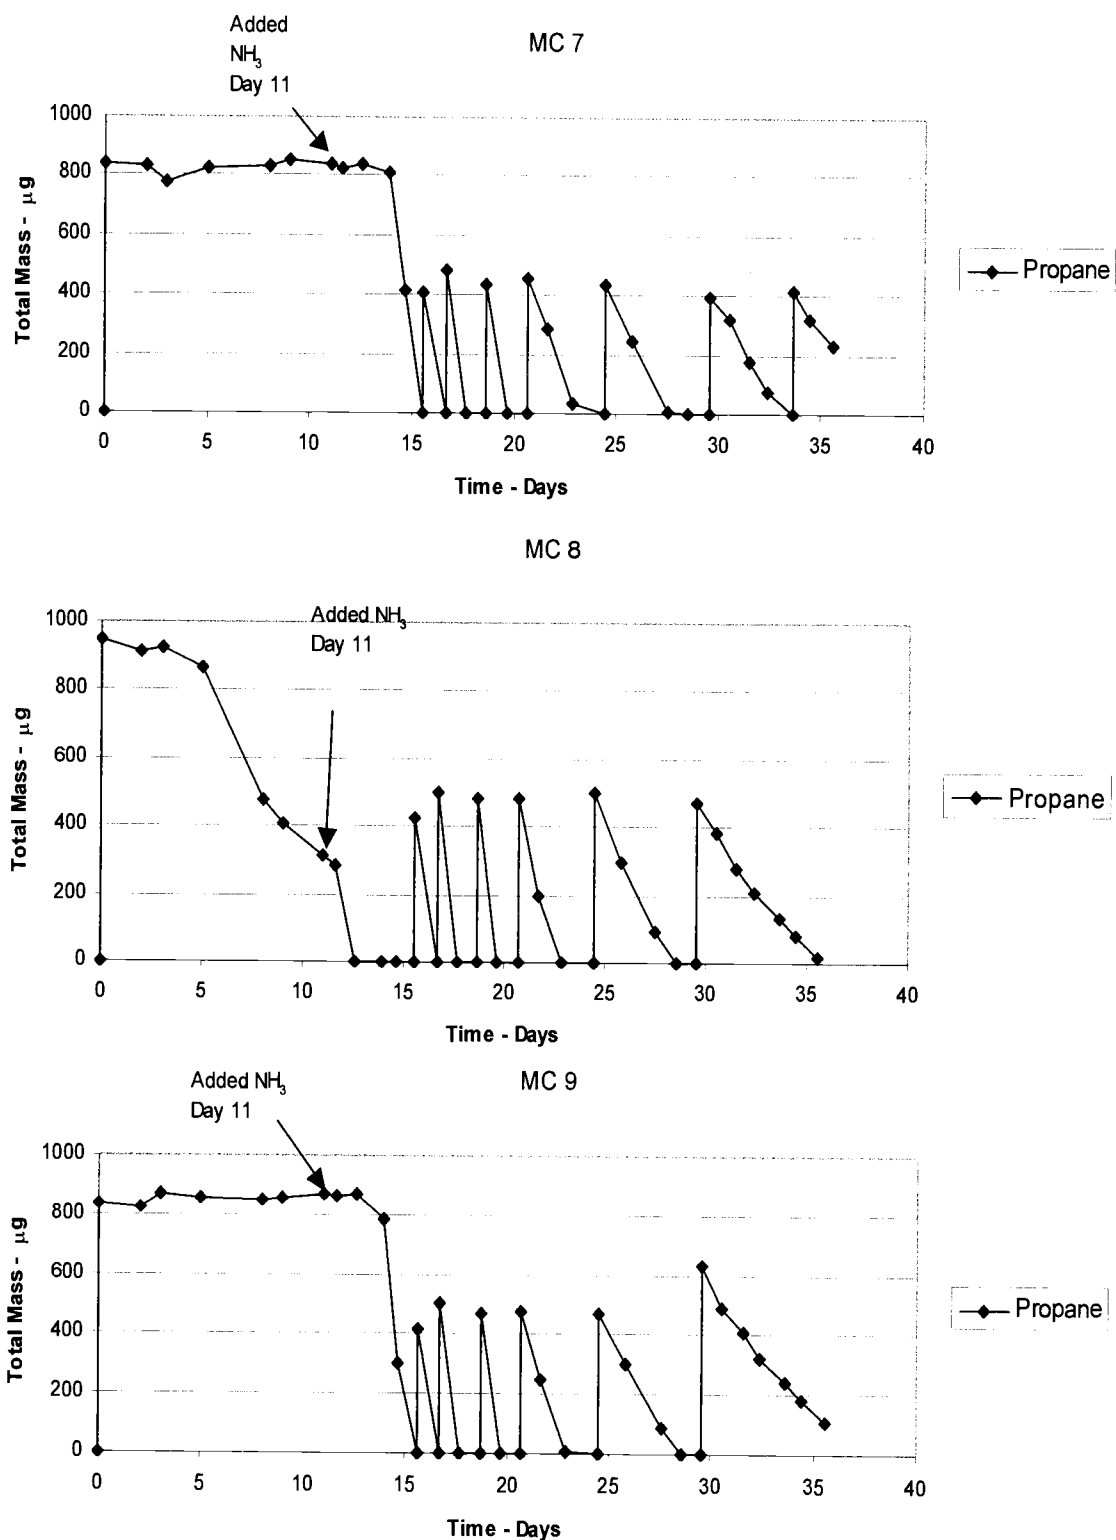 Added
NH3
Day 11
MC 7
1000
800
600
400
200
0
Total Mass - µg
0 5 10 15 20 25 30 35 40
Time - Days
Propane
MC 8
Added NH3
Day 11
1000
800
600
400
200
0
Total Mass - µg
0 5 10 15 20 25 30 35 40
Time - Days
Propane
Added NH3
Day 11
MC 9
1000
800
600
400
200
0
Total Mass - µg
0 5 10 15 20 25 30 35 40
Time - Days
Propane